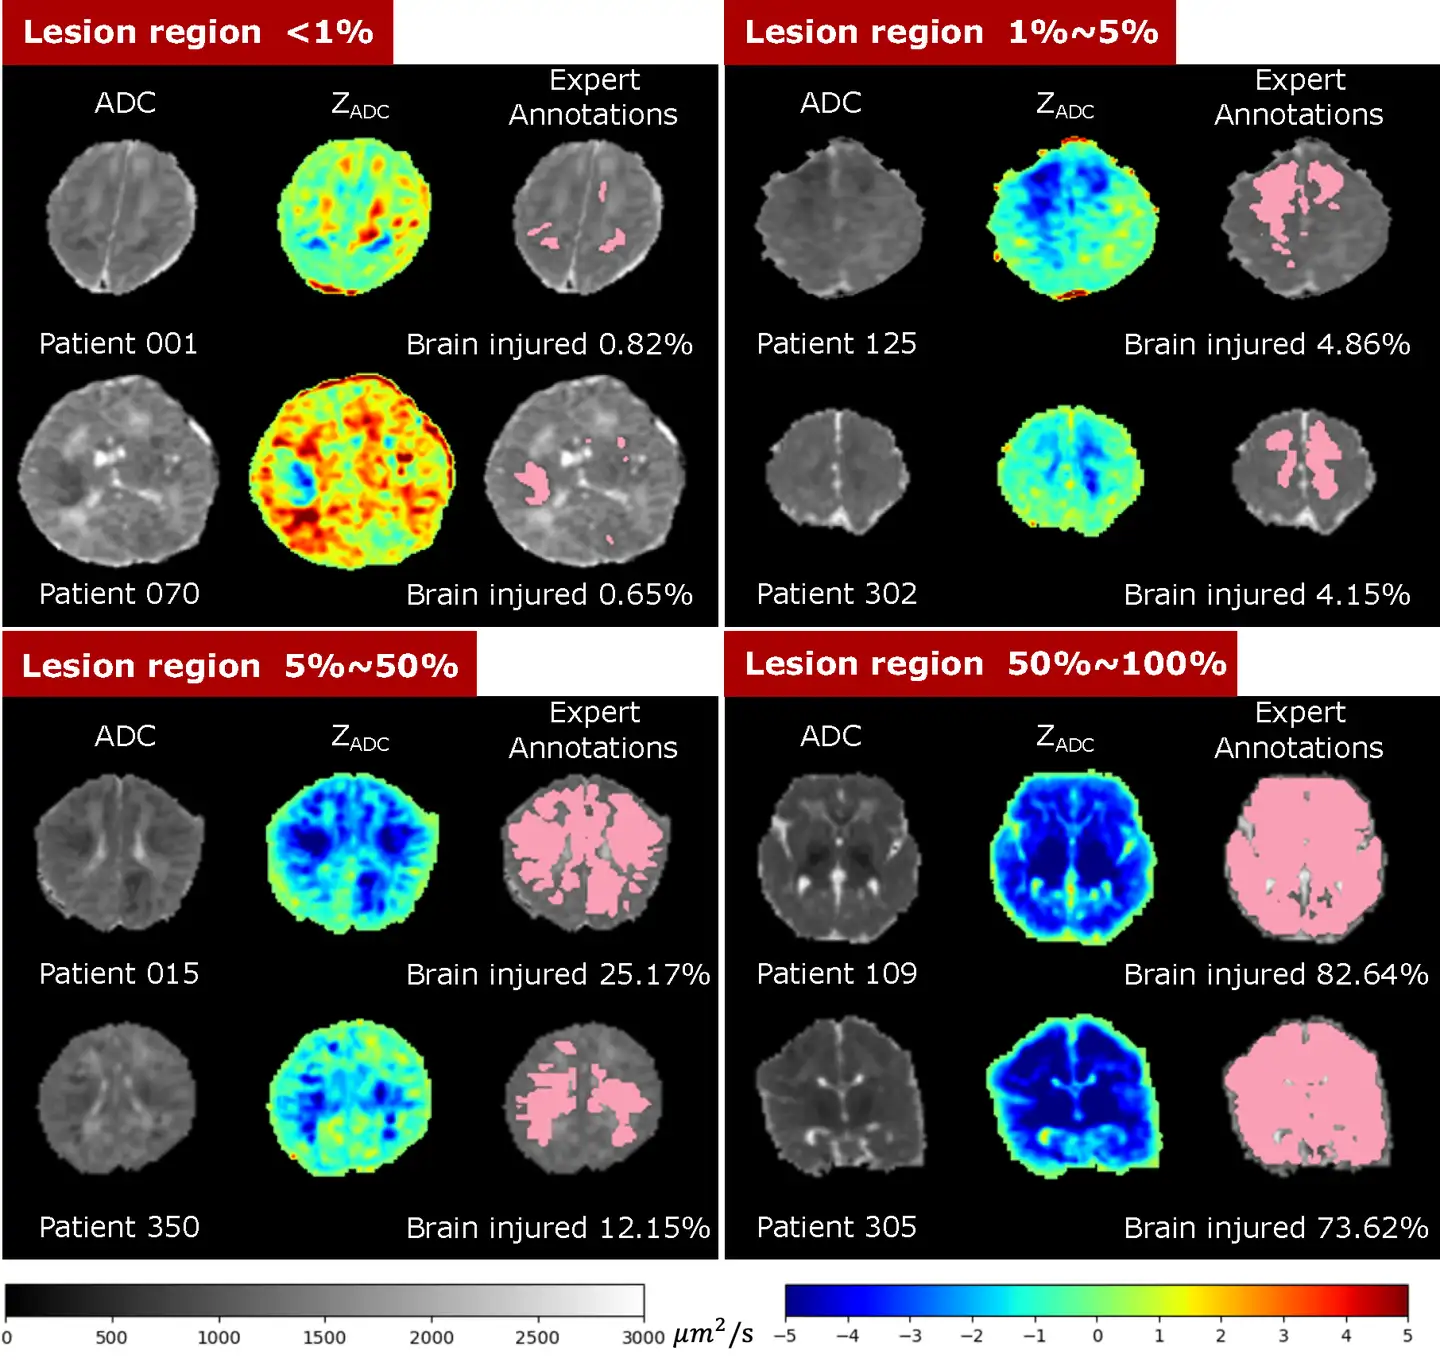 Lesion region <1%
ADC
Z_ADC
Expert
Annotations
Patient 001
Brain injured 0.82%
Patient 070
Brain injured 0.65%
Lesion region 1%~5%
ADC
Z_ADC
Expert
Annotations
Patient 125
Brain injured 4.86%
Patient 302
Brain injured 4.15%
Lesion region 5%~50%
ADC
Z_ADC
Expert
Annotations
Patient 015
Brain injured 25.17%
Patient 350
Brain injured 12.15%
Lesion region 50%~100%
ADC
Z_ADC
Expert
Annotations
Patient 109
Brain injured 82.64%
Patient 305
Brain injured 73.62%
0 500 1000 1500 2000 2500 3000 μm²/s
−5 −4 −3 −2 −1 0 1 2 3 4 5